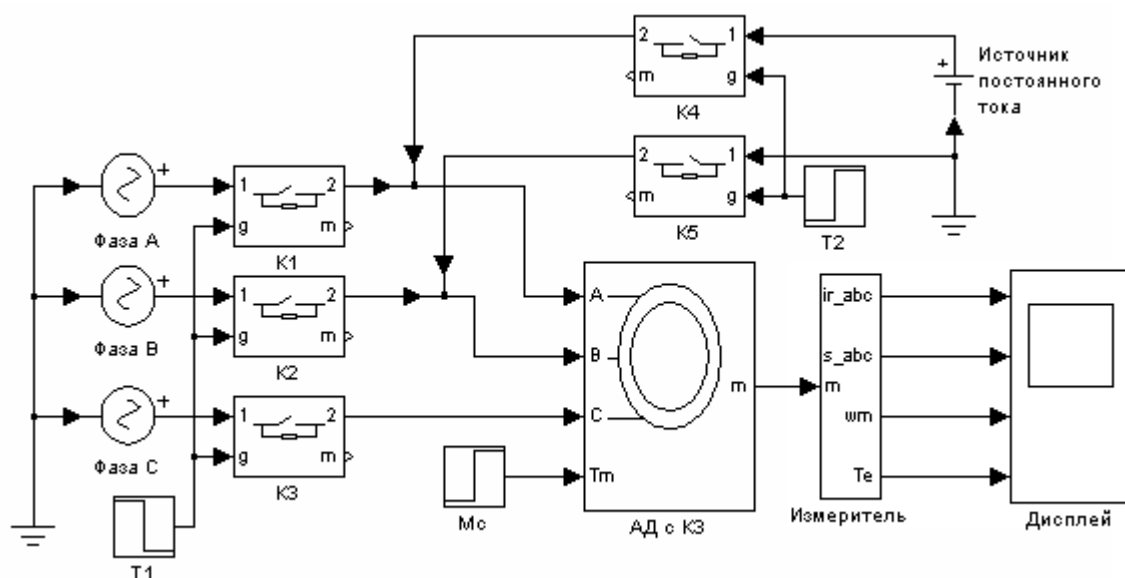 2 1
m g
K4
+
Источник
постоянного
тока
2 1
m g
K5
T2
+
Фаза А
1 2
g m
K1
+
Фаза В
1 2
g m
K2
+
Фаза С
1 2
g m
K3
T1
Мс
A
B
C
Tm
m
АД с КЗ
ir_abc
s_abc
m
wm
Te
Измеритель
Дисплей